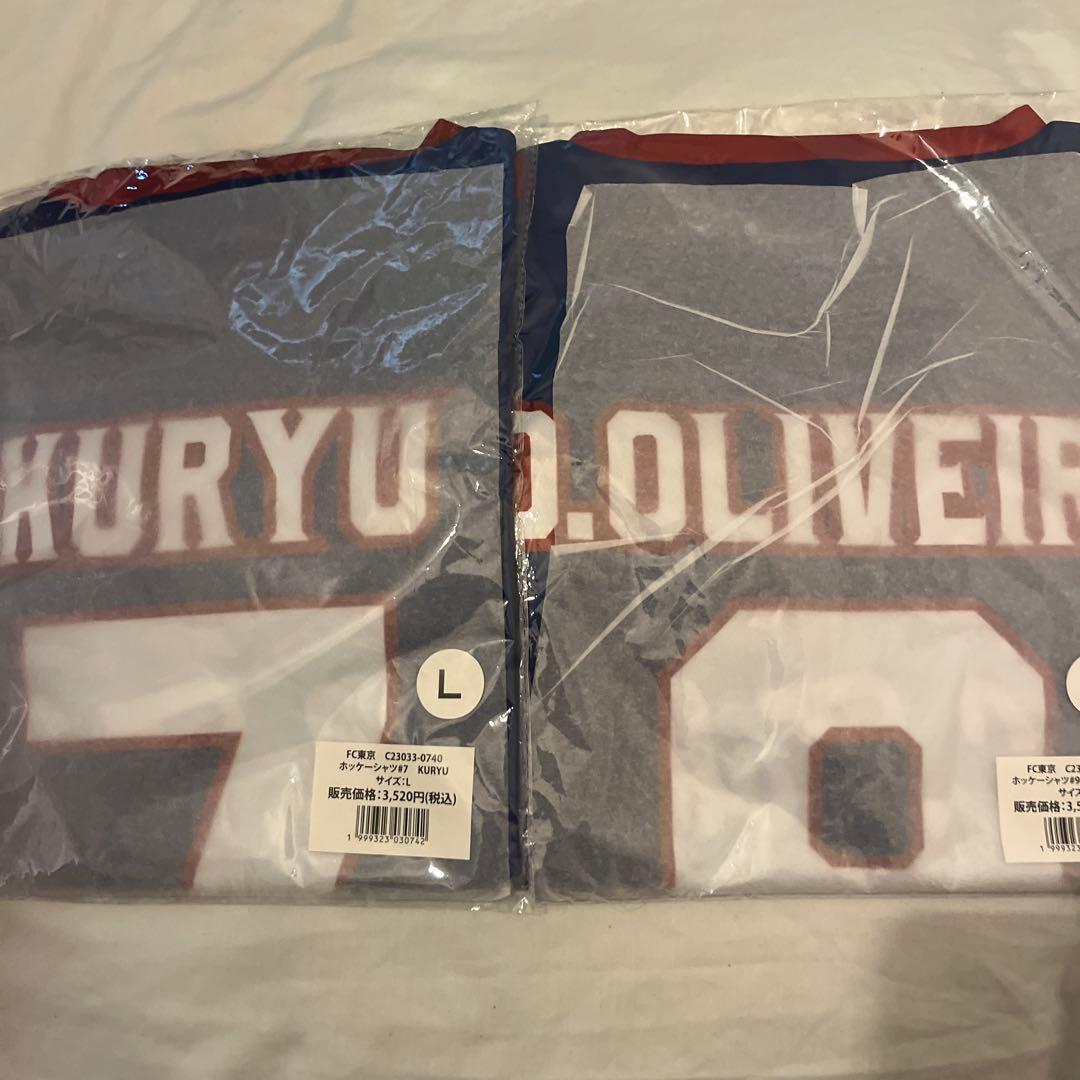 KURYU
7
L
FC東京 C23033-0740
ホッケーシャツ#7 KURYU
サイズ:L
販売価格:3,520円(税込)
1 999323 030742
D.OLIVEIR
9
FC東京 C23
ホッケーシャツ#9
サイズ
販売価格:3,5
1 99932